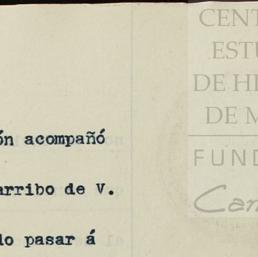 CENT
ESTU
DE HI
DE M
FUND
Car
ón acompañó
arribo de V.
do pasar á